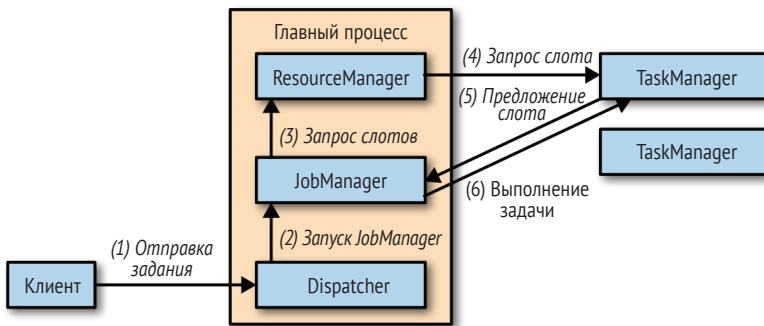 Главный процесс
ResourceManager
(4) Запрос слота
TaskManager
(5) Предложение
слота
(3) Запрос слотов
TaskManager
JobManager
(6) Выполнение
задачи
(1) Отправка
задания
(2) Запуск JobManager
Клиент
Dispatcher